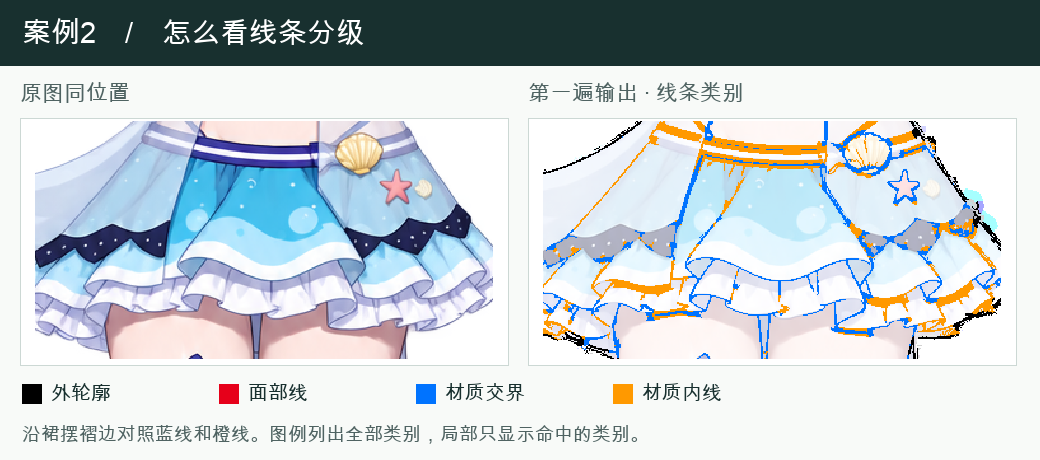 案例2 / 怎么看线条分级
原图同位置
第一遍输出 · 线条类别
外轮廓 面部线 材质交界 材质内线
沿裙摆褶边对照蓝线和橙线。图例列出全部类别，局部只显示命中的类别。